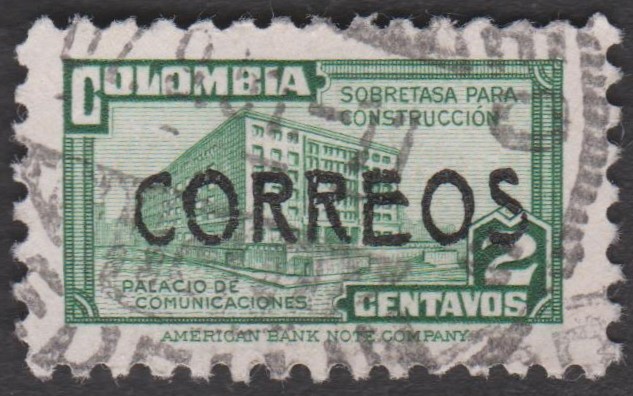 COLOMBIA
SOBRETASA PARA
CONSTRUCCIÓN
CORREOS
PALACIO DE
COMUNICACIONES
2
CENTAVOS
AMERICAN BANK NOTE COMPANY